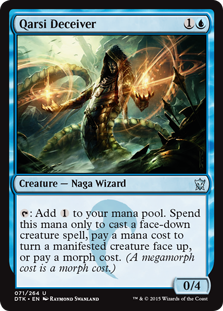 Qarsi Deceiver 1
Creature — Naga Wizard
: Add 1 to your mana pool. Spend
this mana only to cast a face-down
creature spell, pay a mana cost to
turn a manifested creature face up,
or pay a morph cost. (A megamorph
cost is a morph cost.)
0/4
071/264 U
DTK • EN RAYMOND SWANLAND
™ & © 2015 Wizards of the Coast